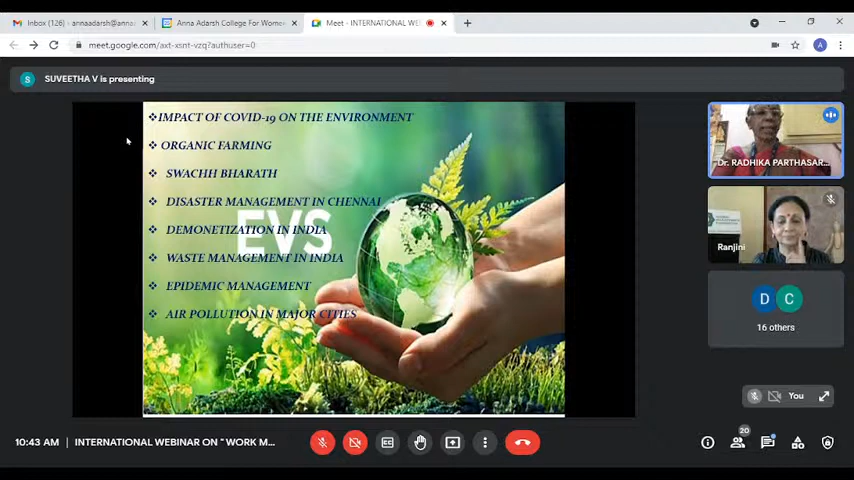 Inbox (176) - annaadarsh@anna
Anna Adarsh College For Women
Meet - INTERNATIONAL WE
meet.google.com/axt-xsnt-vzq?authuser=0
A
S
SUVEETHA V is presenting
IMPACT OF COVID-19 ON THE ENVIRONMENT
ORGANIC FARMING
SWACHH BHARATH
DISASTER MANAGEMENT IN CHENNAI
EVS
DEMONETIZATION IN INDIA
WASTE MANAGEMENT IN INDIA
EPIDEMIC MANAGEMENT
AIR POLLUTION IN MAJOR CITIES
Dr. RADHIKA PARTHASAR...
Ranjini
D C
16 others
You
10:43 AM | INTERNATIONAL WEBINAR ON " WORK M...
20